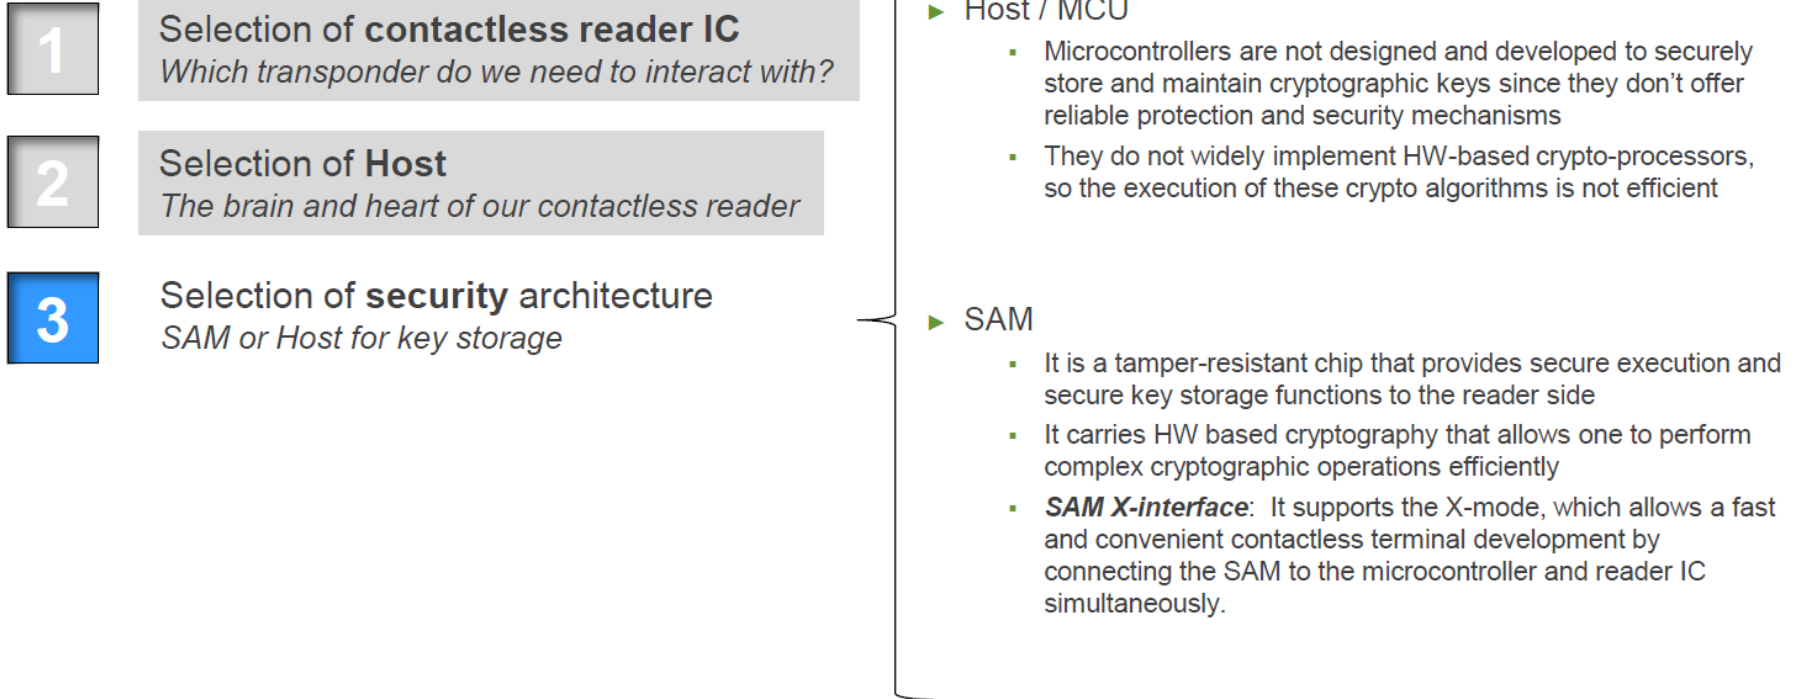 1
Selection of contactless reader IC
Which transponder do we need to interact with?
2
Selection of Host
The brain and heart of our contactless reader
3
Selection of security architecture
SAM or Host for key storage
► Host / MCU
▪ Microcontrollers are not designed and developed to securely
store and maintain cryptographic keys since they don’t offer
reliable protection and security mechanisms
▪ They do not widely implement HW-based crypto-processors,
so the execution of these crypto algorithms is not efficient
► SAM
▪ It is a tamper-resistant chip that provides secure execution and
secure key storage functions to the reader side
▪ It carries HW based cryptography that allows one to perform
complex cryptographic operations efficiently
▪ SAM X-interface: It supports the X-mode, which allows a fast
and convenient contactless terminal development by
connecting the SAM to the microcontroller and reader IC
simultaneously.